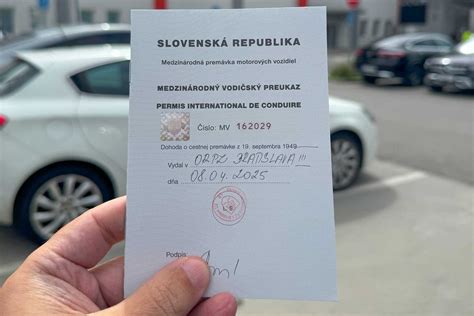 SLOVENSKÁ REPUBLIKA
Medzinárodná premávka motorových vozidiel
MEDZINÁRODNÝ VODIČSKÝ PREUKAZ
PERMIS INTERNATIONAL DE CONDUIRE
Číslo: MV 162029
Dohoda o cestnej premávke z 19. septembra 1949
Vydal v ORPZ BRATISLAVA III
dňa 08.04.2025
Podpis: